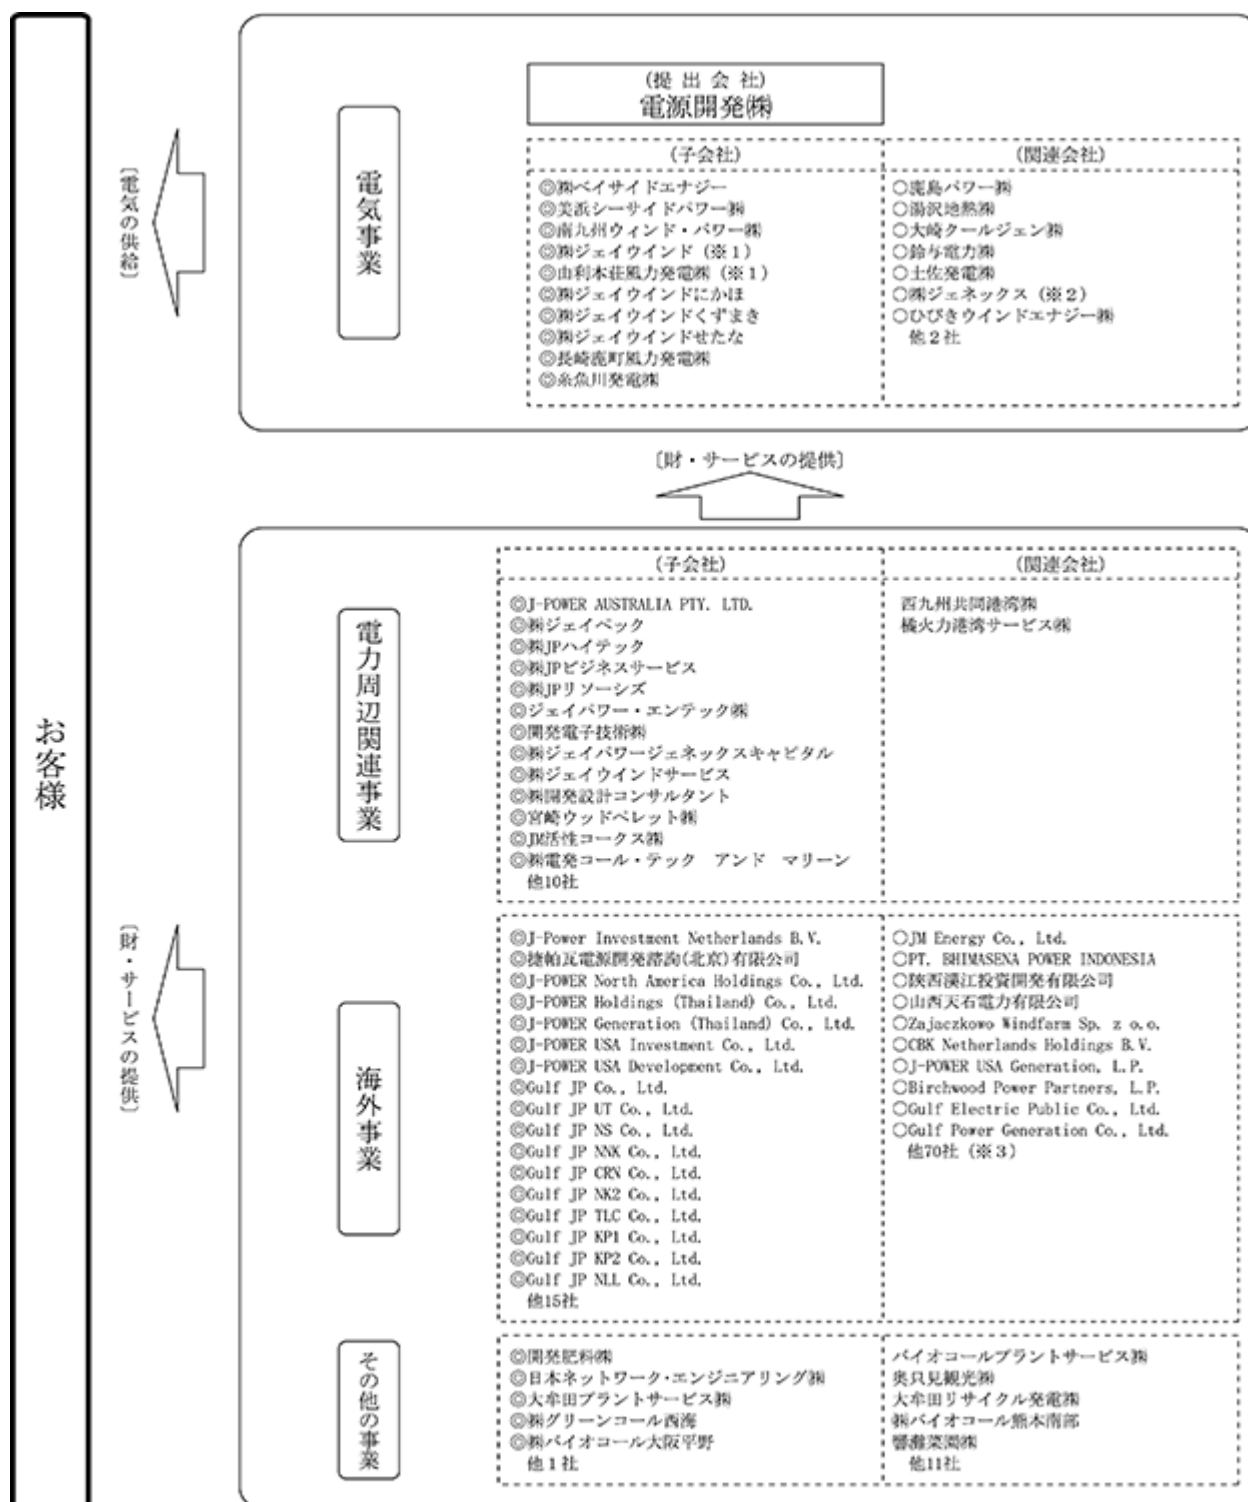 お客様
〔電気の供給〕
〔財・サービスの提供〕
電気事業
(提 出 会 社)
電源開発㈱
(子会社)
◎㈱ベイサイドエナジー
◎美浜シーサイドパワー㈱
◎南九州ウィンド・パワー㈱
◎㈱ジェイウインド（※１）
◎由利本荘風力発電㈱（※１）
◎㈱ジェイウインドにかほ
◎㈱ジェイウインドくずまき
◎㈱ジェイウインドせたな
◎長崎鹿町風力発電㈱
◎糸魚川発電㈱
(関連会社)
○鹿島パワー㈱
○湯沢地熱㈱
○大崎クールジェン㈱
○鈴与電力㈱
○土佐発電㈱
○㈱ジェネックス（※２）
○ひびきウインドエナジー㈱
他２社
〔財・サービスの提供〕
電力周辺関連事業
(子会社)
◎J-POWER AUSTRALIA PTY. LTD.
◎㈱ジェイペック
◎㈱JPハイテック
◎㈱JPビジネスサービス
◎㈱JPリソーシズ
◎ジェイパワー・エンテック㈱
◎開発電子技術㈱
◎㈱ジェイパワージェネックスキャピタル
◎㈱ジェイウインドサービス
◎㈱開発設計コンサルタント
◎宮崎ウッドペレット㈱
◎JM活性コークス㈱
◎㈱電発コール・テック　アンド　マリーン
他10社
(関連会社)
西九州共同港湾㈱
橘火力港湾サービス㈱
海外事業
◎J-Power Investment Netherlands B.V.
◎捷帕瓦電源開発諮詢(北京)有限公司
◎J-POWER North America Holdings Co., Ltd.
◎J-POWER Holdings (Thailand) Co., Ltd.
◎J-POWER Generation (Thailand) Co., Ltd.
◎J-POWER USA Investment Co., Ltd.
◎J-POWER USA Development Co., Ltd.
◎Gulf JP Co., Ltd.
◎Gulf JP UT Co., Ltd.
◎Gulf JP NS Co., Ltd.
◎Gulf JP NNK Co., Ltd.
◎Gulf JP CRN Co., Ltd.
◎Gulf JP NK2 Co., Ltd.
◎Gulf JP TLC Co., Ltd.
◎Gulf JP KP1 Co., Ltd.
◎Gulf JP KP2 Co., Ltd.
◎Gulf JP NLL Co., Ltd.
他15社
○JM Energy Co., Ltd.
○PT. BHIMASENA POWER INDONESIA
○陝西漢江投資開発有限公司
○山西天石電力有限公司
○Zajaczkowo Windfarm Sp. z o.o.
○CBK Netherlands Holdings B.V.
○J-POWER USA Generation, L.P.
○Birchwood Power Partners, L.P.
○Gulf Electric Public Co., Ltd.
○Gulf Power Generation Co., Ltd.
他70社（※３）
その他の事業
◎開発肥料㈱
◎日本ネットワーク・エンジニアリング㈱
◎大牟田プラントサービス㈱
◎㈱グリーンコール西海
◎㈱バイオコール大阪平野
他１社
バイオコールプラントサービス㈱
奥只見観光㈱
大牟田リサイクル発電㈱
㈱バイオコール熊本南部
響灘菜園㈱
他11社